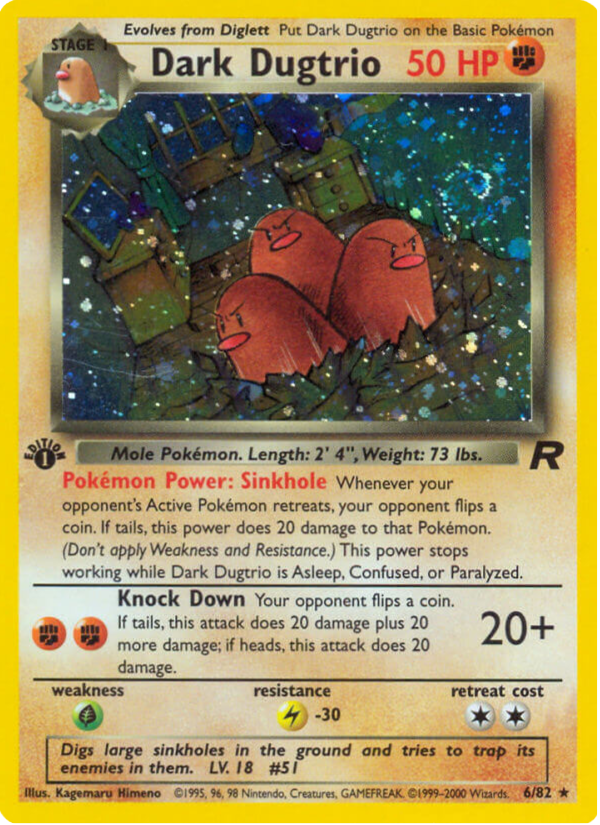 Evolves from Diglett Put Dark Dugtrio on the Basic Pokémon
STAGE 1
Dark Dugtrio 50 HP
EDITION
1
Mole Pokémon. Length: 2' 4", Weight: 73 lbs.
R
Pokémon Power: Sinkhole Whenever your
opponent's Active Pokémon retreats, your opponent flips a
coin. If tails, this power does 20 damage to that Pokémon.
(Don't apply Weakness and Resistance.) This power stops
working while Dark Dugtrio is Asleep, Confused, or Paralyzed.
Knock Down Your opponent flips a coin.
If tails, this attack does 20 damage plus 20
more damage; if heads, this attack does 20
damage.
20+
weakness resistance retreat cost
-30
Digs large sinkholes in the ground and tries to trap its
enemies in them. LV. 18 #51
Illus. Kagemaru Himeno ©1995, 96, 98 Nintendo, Creatures, GAMEFREAK. ©1999-2000 Wizards. 6/82 ★